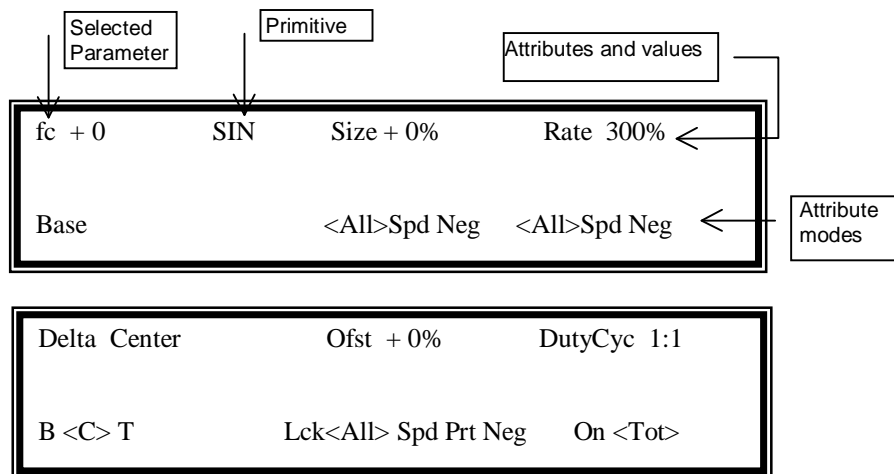 Selected
Parameter
Primitive
Attributes and values
fc + 0 SIN Size + 0% Rate 300%
Base <All>Spd Neg <All>Spd Neg
Attribute
modes
Delta Center Ofst + 0% DutyCyc 1:1
B <C> T Lck<All> Spd Prt Neg On <Tot>